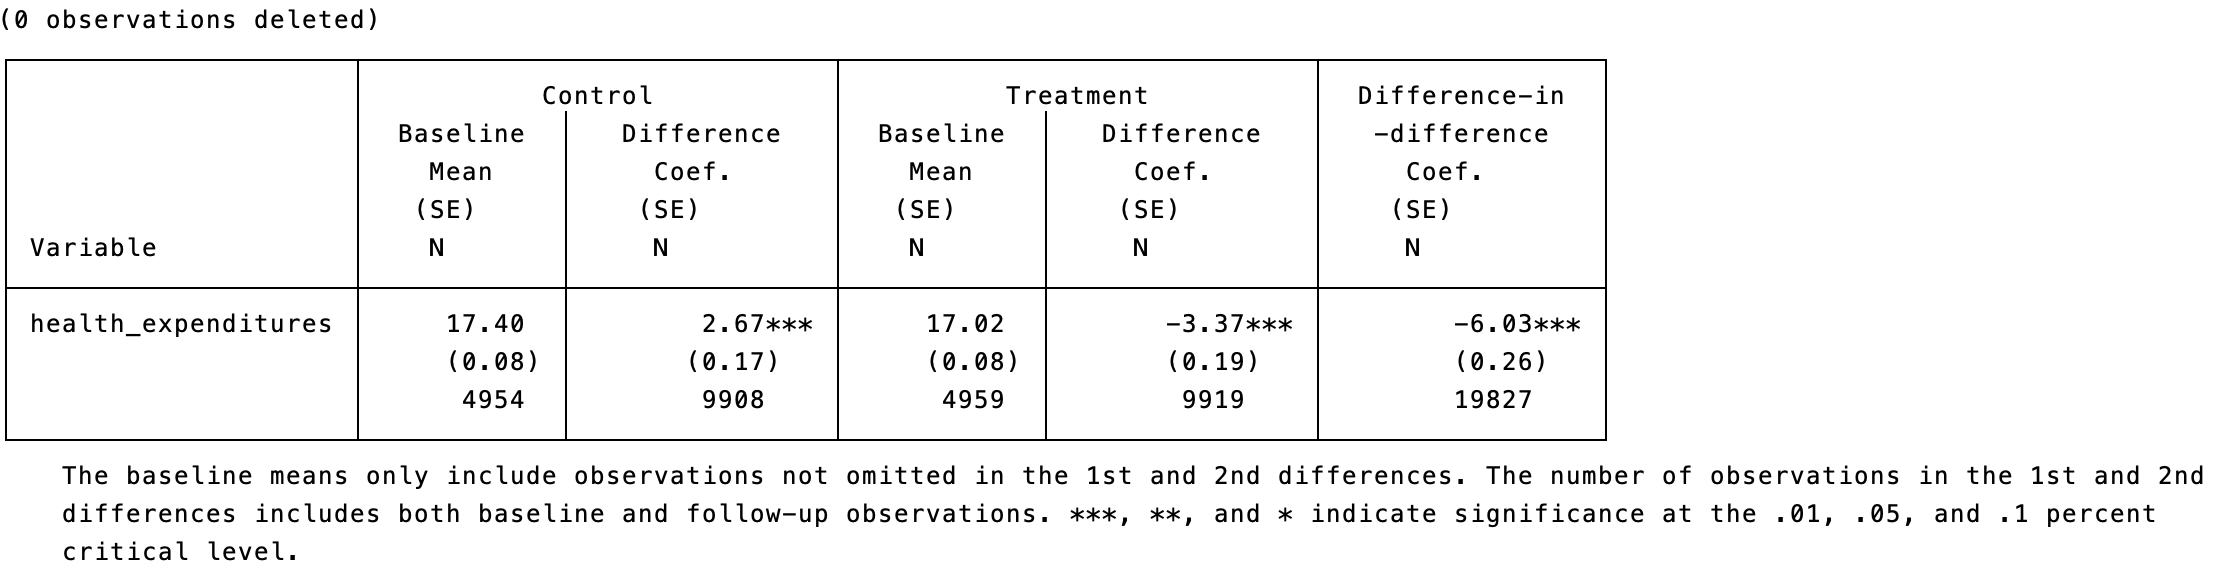 (0 observations deleted)
Control Treatment Difference-in
Baseline Difference Baseline Difference -difference
Mean Coef. Mean Coef. Coef.
(SE) (SE) (SE) (SE) (SE)
Variable N N N N N
health_expenditures 17.40 2.67*** 17.02 -3.37*** -6.03***
(0.08) (0.17) (0.08) (0.19) (0.26)
4954 9908 4959 9919 19827
The baseline means only include observations not omitted in the 1st and 2nd differences. The number of observations in the 1st and 2nd
differences includes both baseline and follow-up observations. ***, **, and * indicate significance at the .01, .05, and .1 percent
critical level.